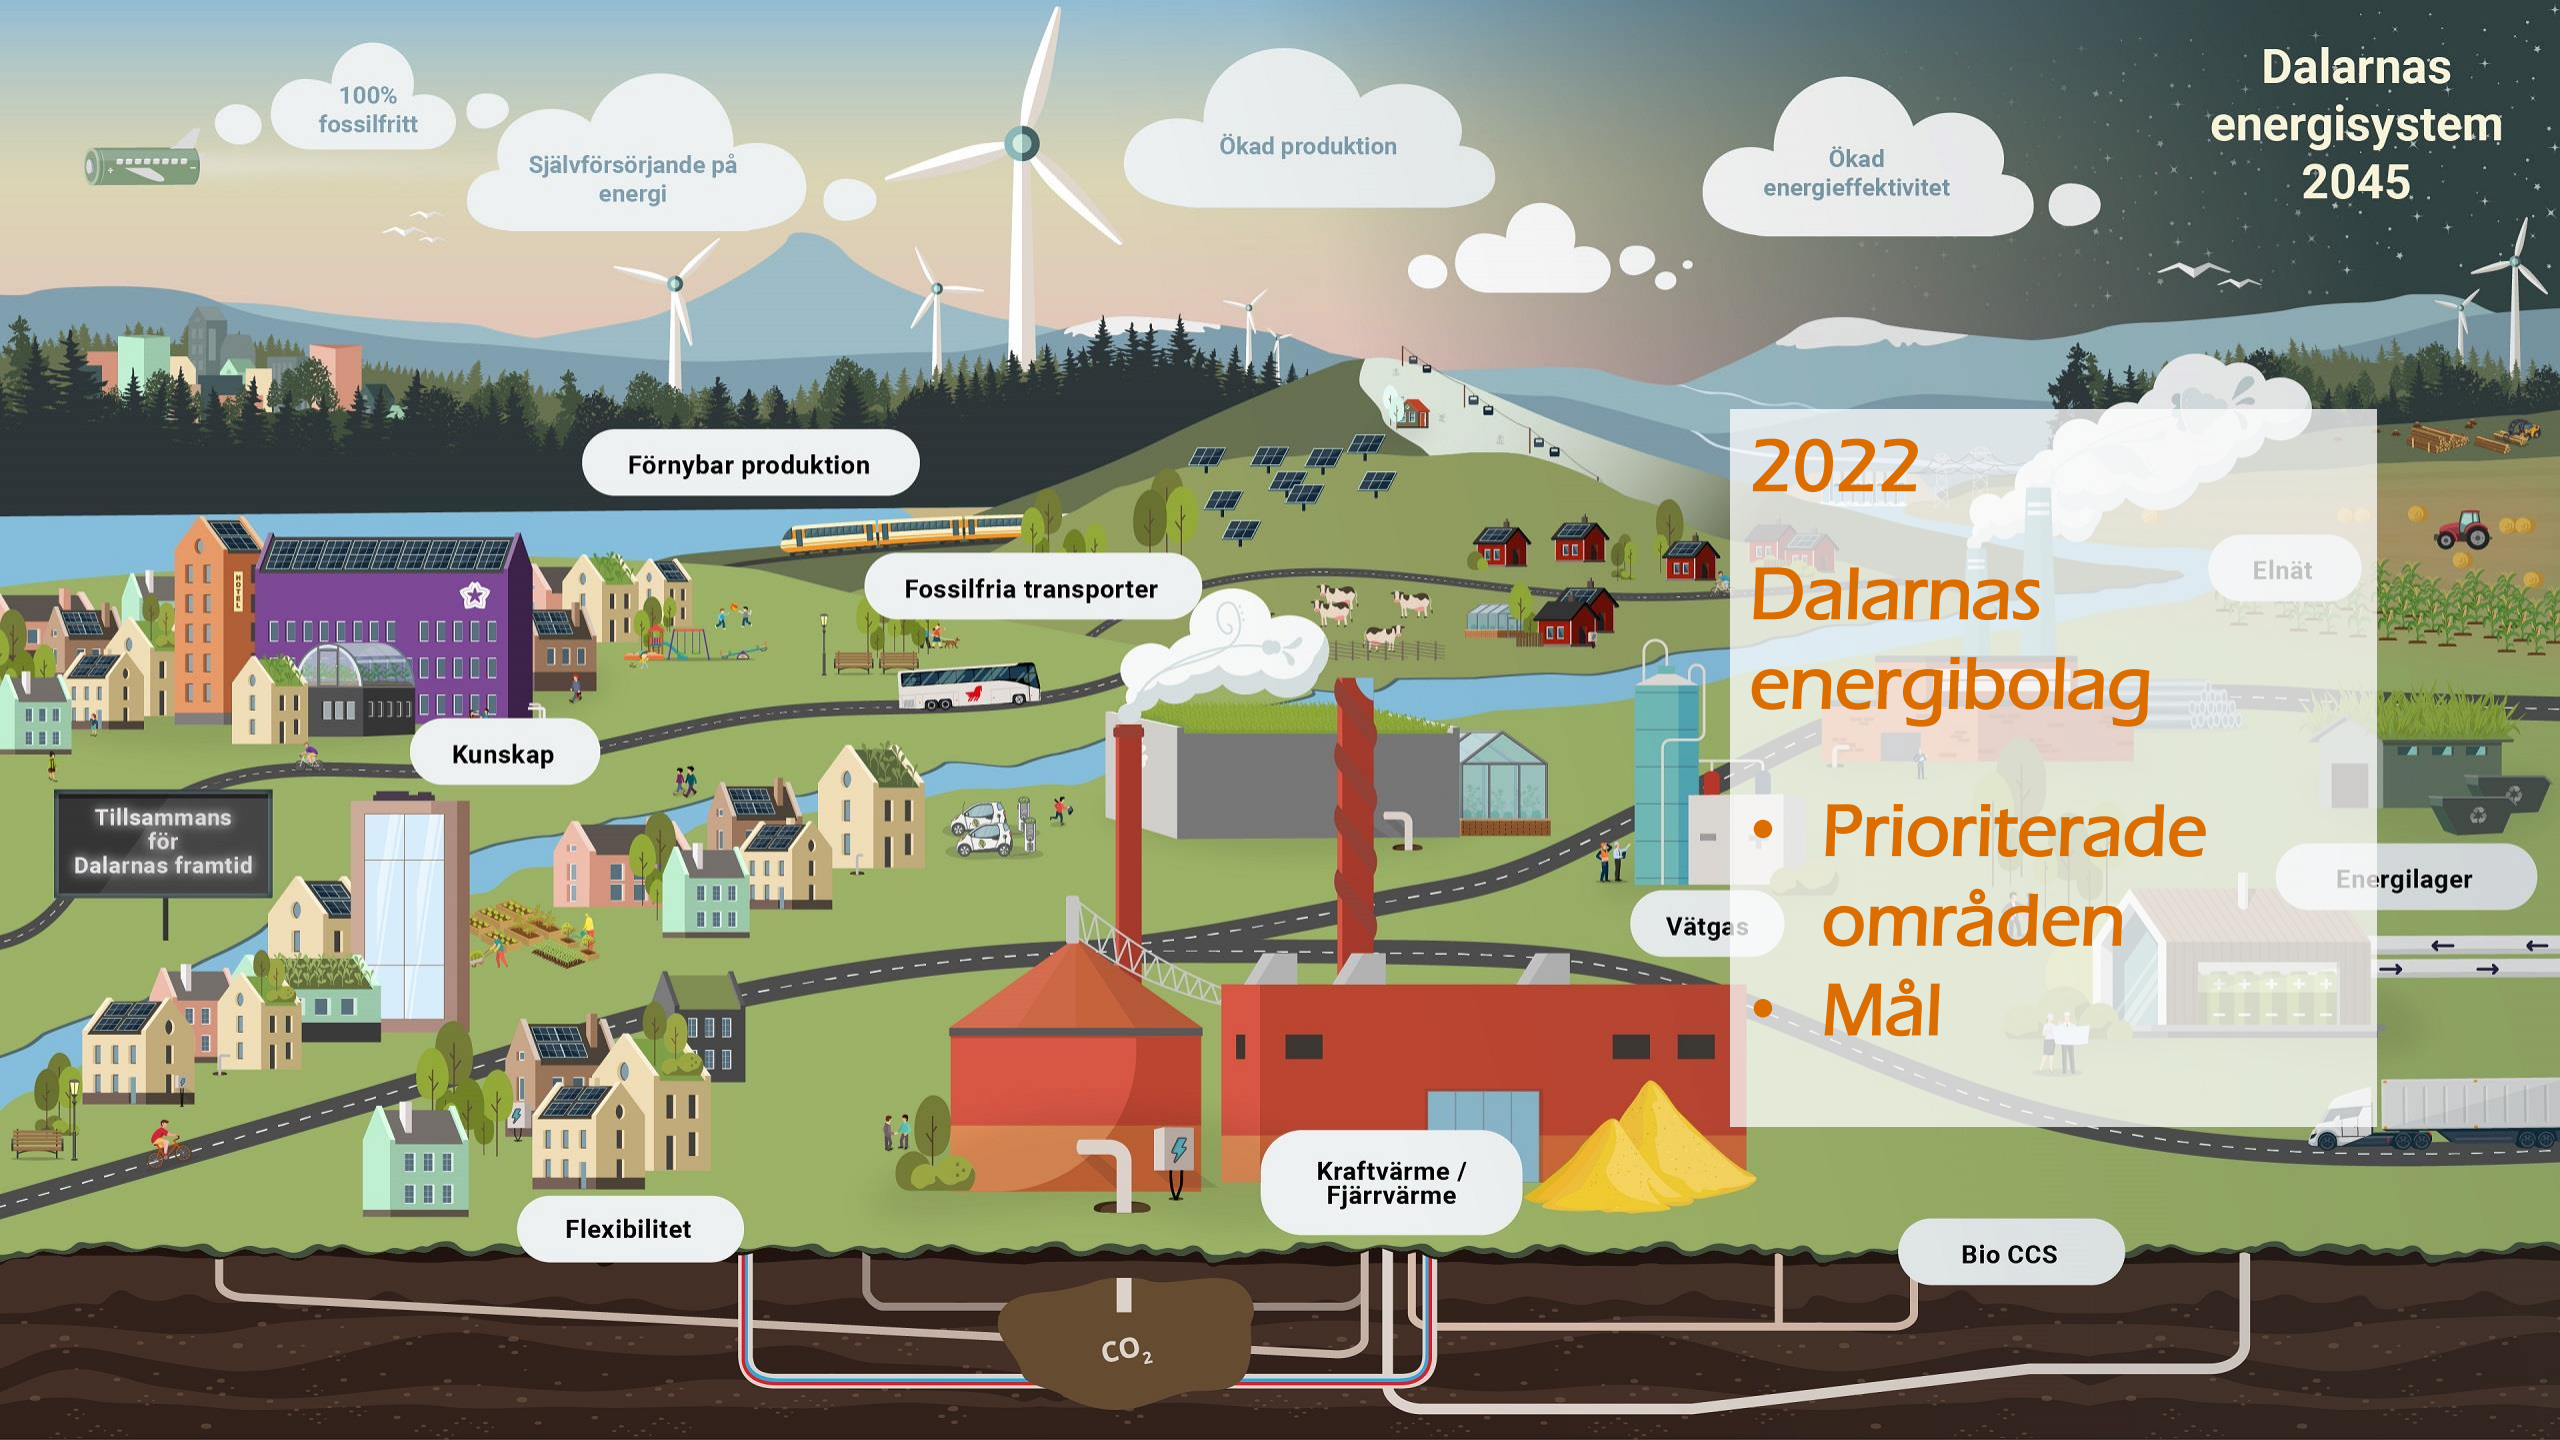 Dalarnas
energisystem
2045
100%
fossilfritt
Självförsörjande på
energi
Ökad produktion
Ökad
energieffektivitet
Förnybar produktion
Fossilfria transporter
HOTEL
Kunskap
Tillsammans
för
Dalarnas framtid
Flexibilitet
Kraftvärme /
Fjärrvärme
Vätgas
Elnät
Energilager
Bio CCS
CO₂
2022
Dalarnas
energibolag
• Prioriterade
områden
• Mål